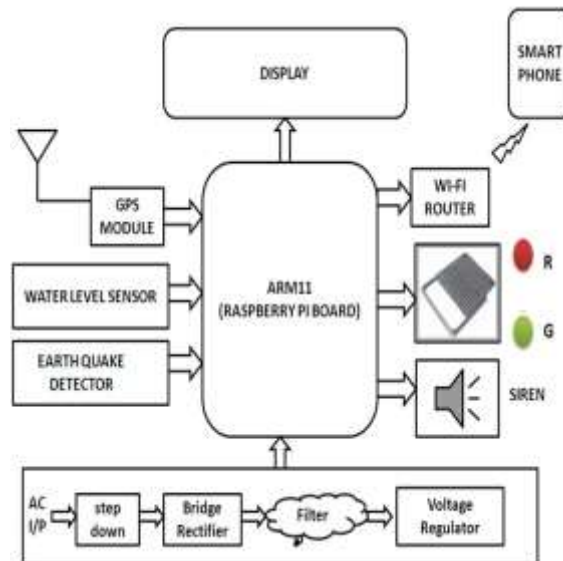 DISPLAY
SMART
PHONE
GPS
MODULE
WI-FI
ROUTER
WATER LEVEL SENSOR
ARM11
(RASPBERRY PI BOARD)
R
G
EARTH QUAKE
DETECTOR
SIREN
AC
I/P
step
down
Bridge
Rectifier
Filter
Voltage
Regulator